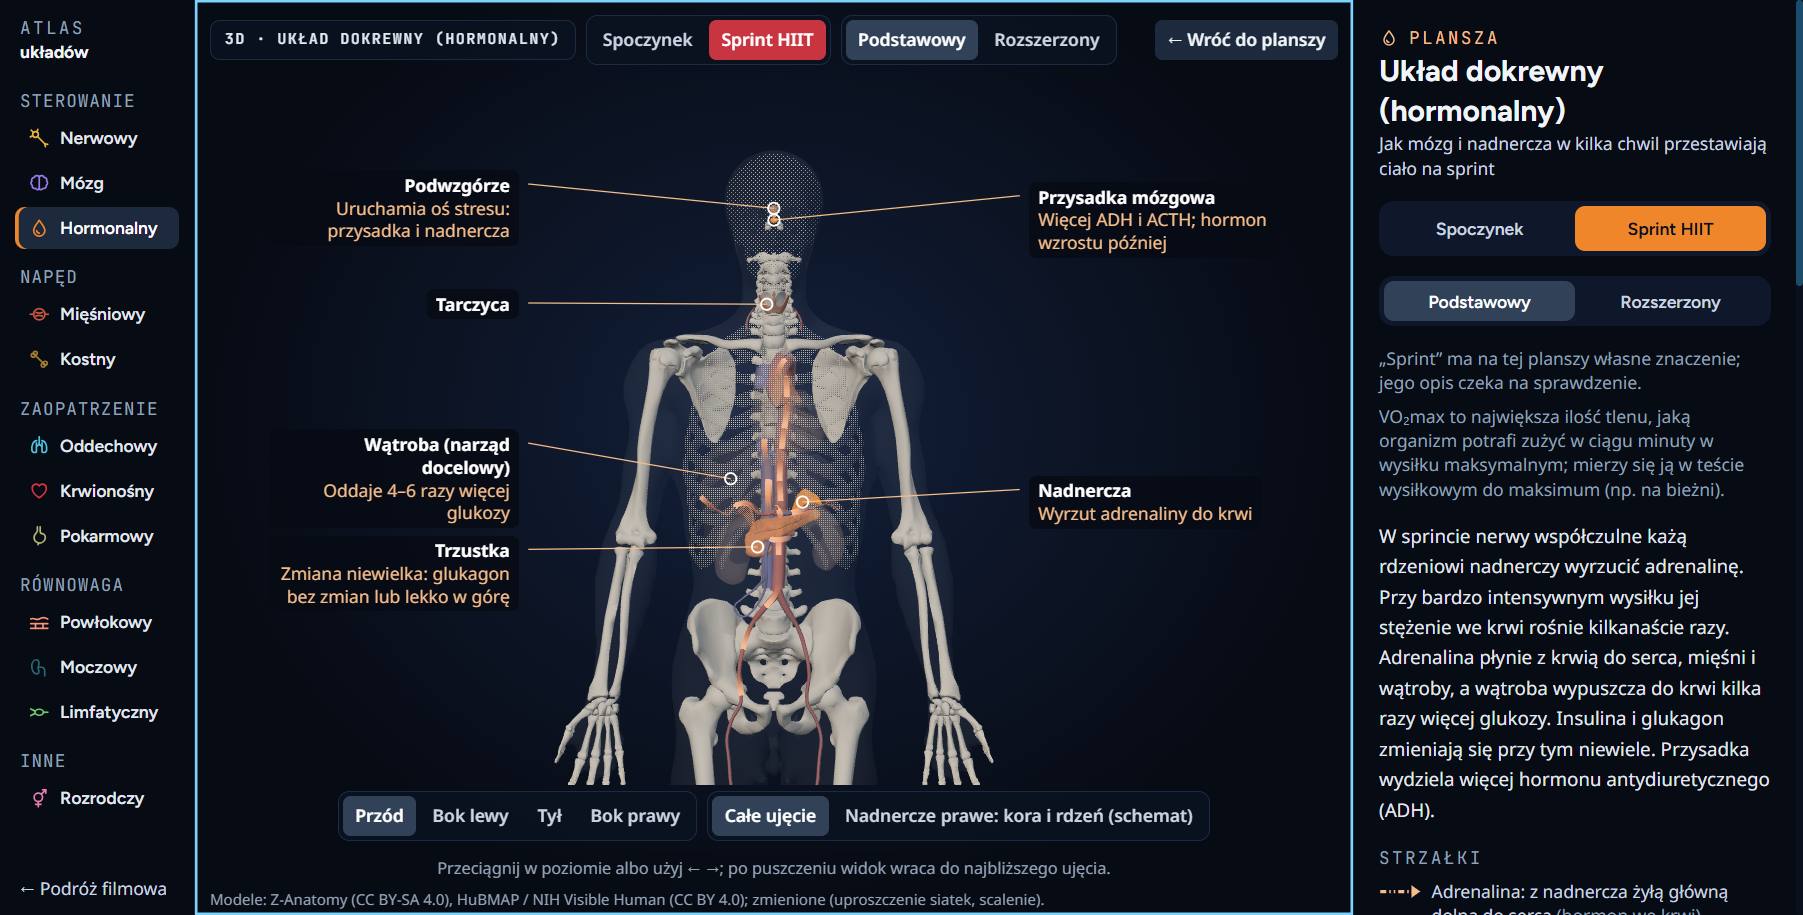 ATLAS
układów
STEROWANIE
Nerwowy
Mózg
Hormonalny
NAPĘD
Mięśniowy
Kostny
ZAOPATRZENIE
Oddechowy
Krwionośny
Pokarmowy
RÓWNOWAGA
Powłokowy
Moczowy
Limfatyczny
INNE
Rozrodczy
← Podróż filmowa
3D · UKŁAD DOKREWNY (HORMONALNY)
Spoczynek
Sprint HIIT
Podstawowy
Rozszerzony
← Wróć do planszy
Podwzgórze
Uruchamia oś stresu:
przysadka i nadnercza
Przysadka mózgowa
Więcej ADH i ACTH; hormon
wzrostu później
Tarczyca
Wątroba (narząd
docelowy)
Oddaje 4–6 razy więcej
glukozy
Nadnercza
Wyrzut adrenaliny do krwi
Trzustka
Zmiana niewielka: glukagon
bez zmian lub lekko w górę
Przód
Bok lewy
Tył
Bok prawy
Całe ujęcie
Nadnercze prawe: kora i rdzeń (schemat)
Przeciągnij w poziomie albo użyj ← →; po puszczeniu widok wraca do najbliższego ujęcia.
Modele: Z-Anatomy (CC BY-SA 4.0), HuBMAP / NIH Visible Human (CC BY 4.0); zmienione (uproszczenie siatek, scalenie).
PLANSZA
Układ dokrewny
(hormonalny)
Jak mózg i nadnercza w kilka chwil przestawiają
ciało na sprint
Spoczynek
Sprint HIIT
Podstawowy
Rozszerzony
„Sprint” ma na tej planszy własne znaczenie;
jego opis czeka na sprawdzenie.
VO₂max to największa ilość tlenu, jaką
organizm potrafi zużyć w ciągu minuty w
wysiłku maksymalnym; mierzy się ją w teście
wysiłkowym do maksimum (np. na bieżni).
W sprincie nerwy współczulne każą
rdzeniowi nadnerczy wyrzucić adrenalinę.
Przy bardzo intensywnym wysiłku jej
stężenie we krwi rośnie kilkanaście razy.
Adrenalina płynie z krwią do serca, mięśni i
wątroby, a wątroba wypuszcza do krwi kilka
razy więcej glukozy. Insulina i glukagon
zmieniają się przy tym niewiele. Przysadka
wydziela więcej hormonu antydiuretycznego
(ADH).
STRZAŁKI
Adrenalina: z nadnercza żyłą główną
dolną do serca (hormon we krwi)